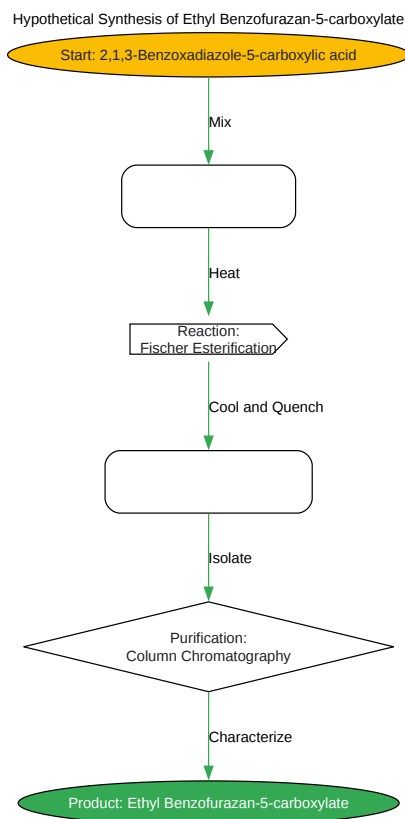 Hypothetical Synthesis of Ethyl Benzofurazan-5-carboxylate
Start: 2,1,3-Benzoxadiazole-5-carboxylic acid
Mix
Heat
Reaction:
Fischer Esterification
Cool and Quench
Isolate
Purification:
Column Chromatography
Characterize
Product: Ethyl Benzofurazan-5-carboxylate